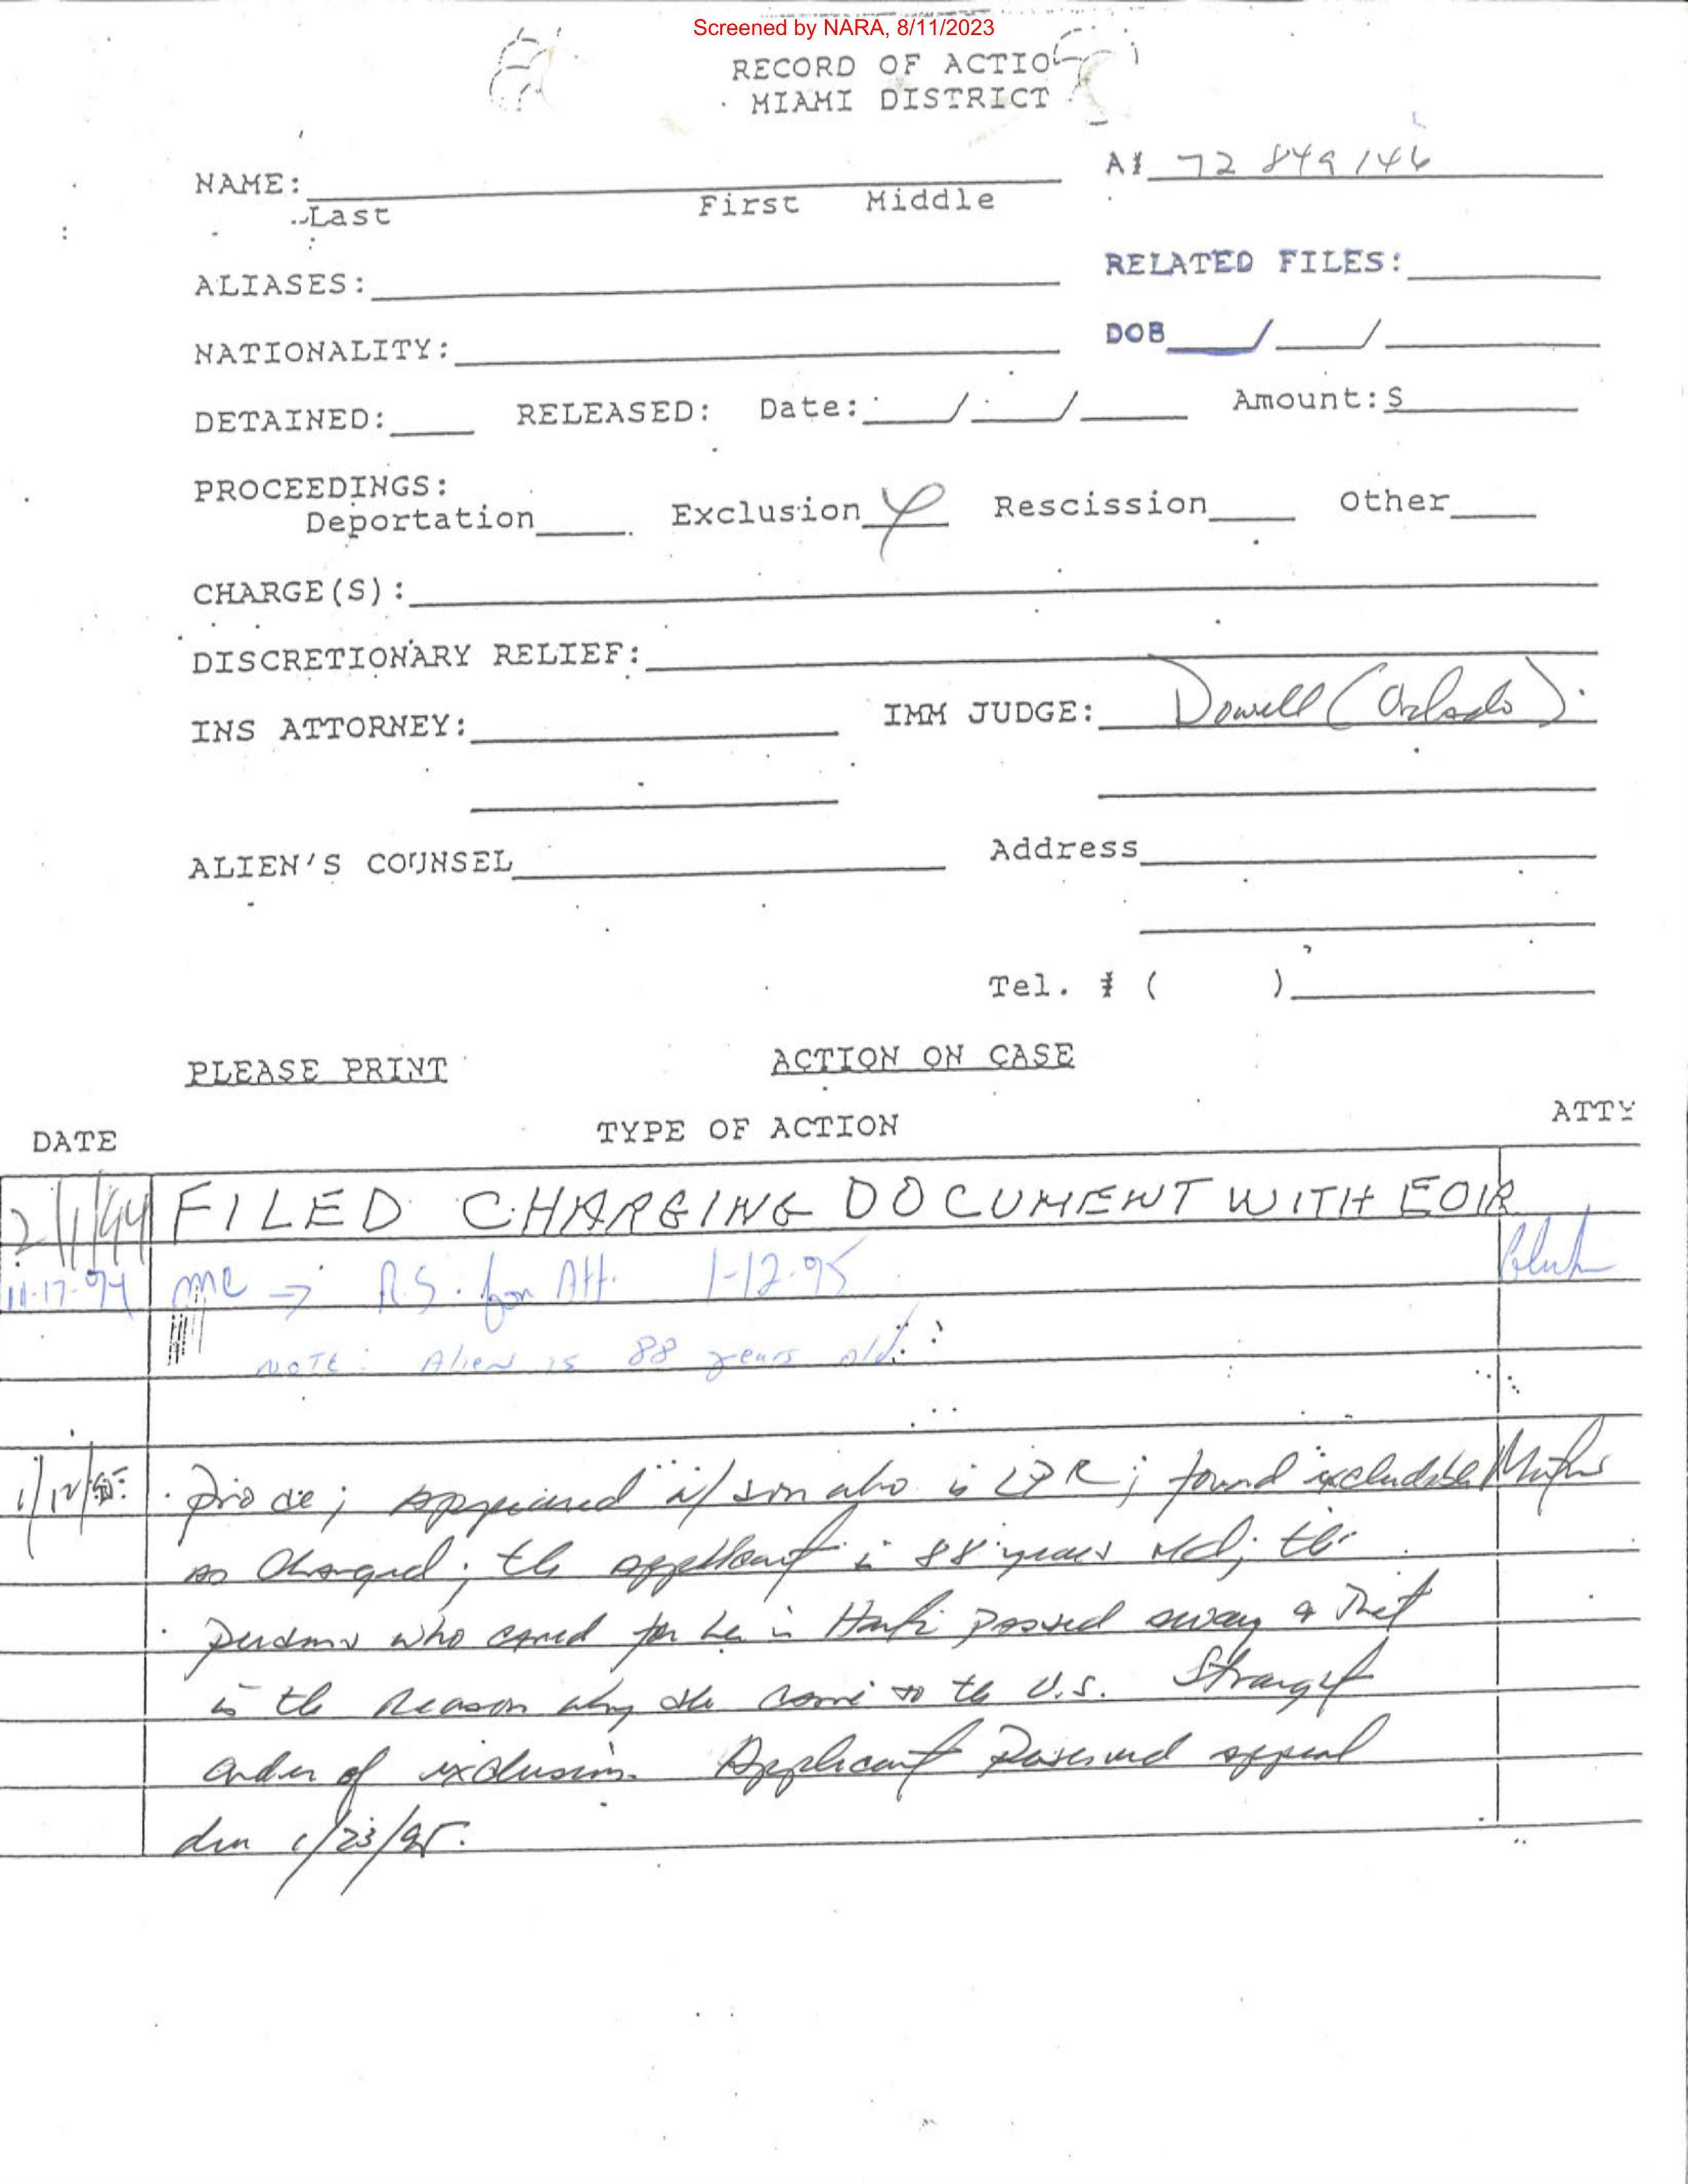 Screened by NARA, 8/11/2023
RECORD OF ACTIO
MIAMI DISTRICT
A# 72 849 146
NAME:
Last First Middle
RELATED FILES:
ALIASES:
DOB / /
NATIONALITY:
DETAINED: RELEASED: Date: / / Amount: $
PROCEEDINGS:
Deportation Exclusion Rescission Other
CHARGE(S):
DISCRETIONARY RELIEF:
INS ATTORNEY: IMM JUDGE: Dowell (Orlado)
ALIEN'S COUNSEL Address
Tel. # ( )
PLEASE PRINT ACTION ON CASE
DATE TYPE OF ACTION ATTY
2/1/94 FILED CHARGING DOCUMENT WITH EOIR
11-17-94 MC → R.S. for Att. 1-12-95
NOTE: Alien is 88 years old.
1/12/95 Pro se; appeared w/ son who is LPR; found excludable
as charged; the applicant is 88 years old; the
persons who cared for her in Haiti passed away & that
is the reason why she came to the U.S. Straight
order of exclusion. Applicant Reserved appeal
due 1/23/95.